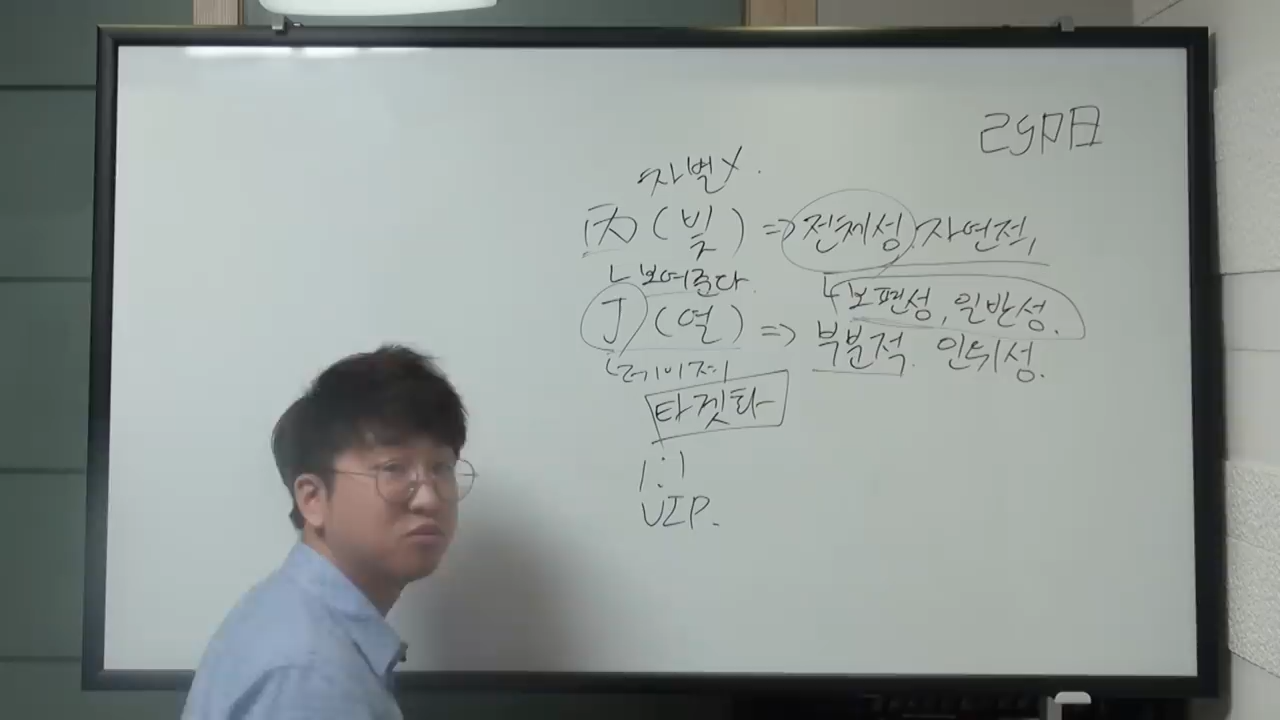 275日
차별X.
丙(빛) => 전체성. 자연적,
ㄴ보여준다.
ㄴ보편성, 일반성.
丁(열) => 부분적. 인위성.
ㄴ레이저
타겟화
1:1
VIP.